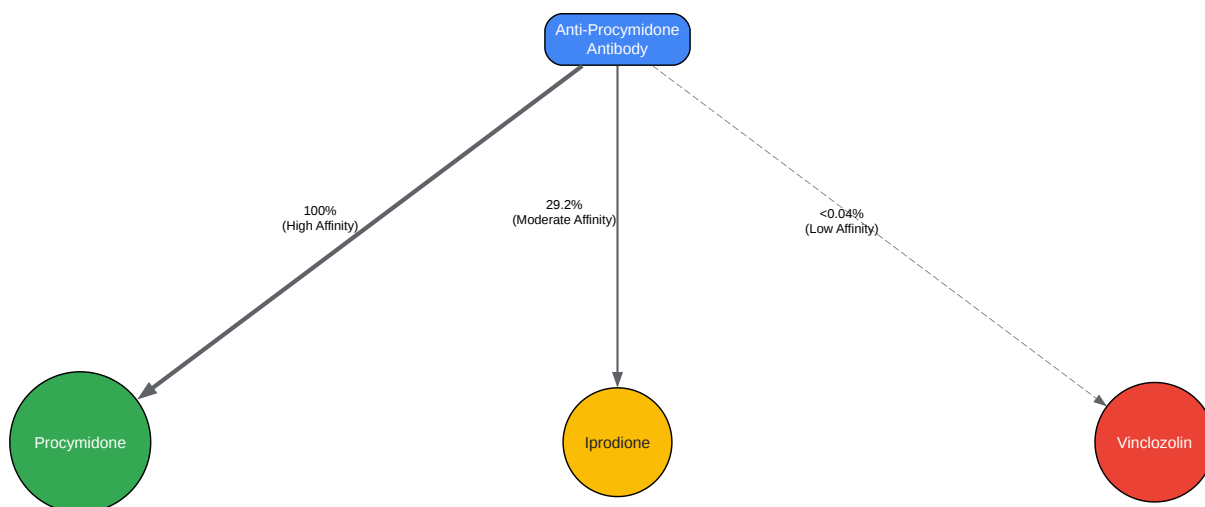 Anti-Procymidone
Antibody
100%
(High Affinity)
29.2%
(Moderate Affinity)
<0.04%
(Low Affinity)
Procymidone
Iprodione
Vinclozolin